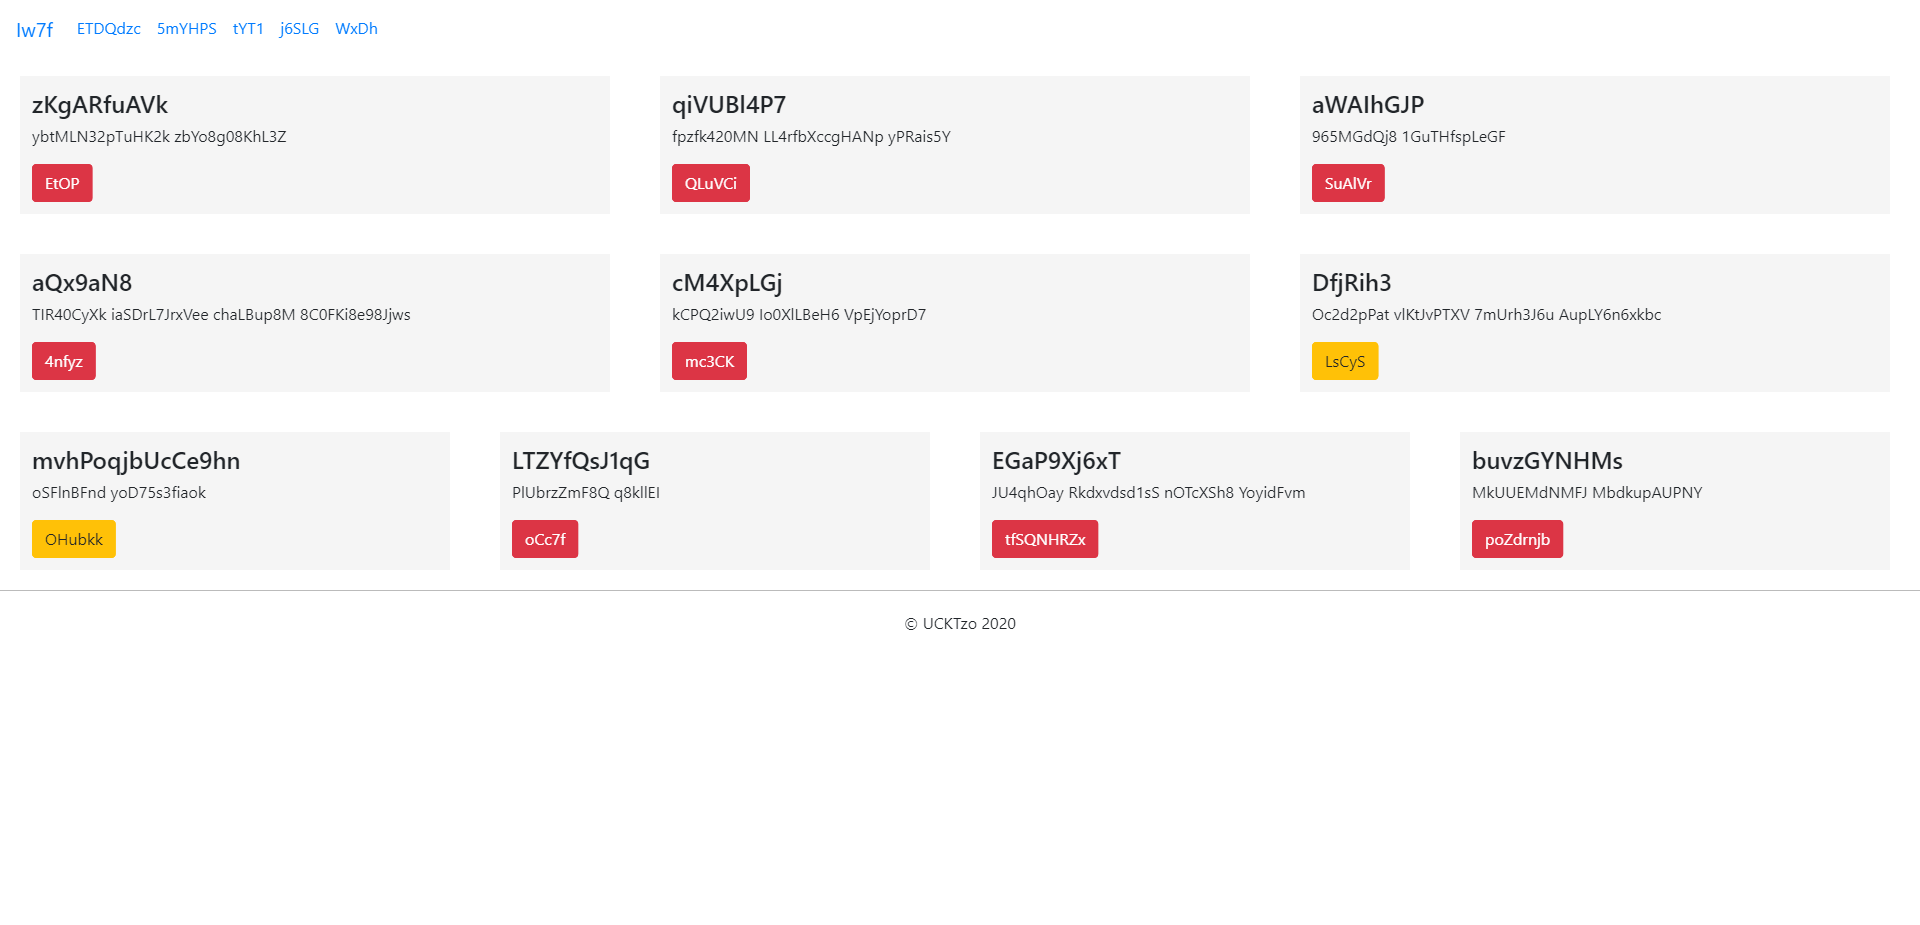 Iw7f ETDQdzc 5mYHPS tYT1 j6SLG WxDh
zKgARfuAVk
ybtMLN32pTuHK2k zbYo8g08KhL3Z
EtOP
qiVUBl4P7
fpzfk420MN LL4rfbXccgHANp yPRais5Y
QLuVCi
aWAIhGJP
965MGdQj8 1GuTHfspLeGF
SuAlVr
aQx9aN8
TIR40CyXk iaSDrL7JrxVee chaLBup8M 8C0FKi8e98Jjws
4nfyz
cM4XpLGj
kCPQ2iwU9 Io0XlLBeH6 VpEjYoprD7
mc3CK
DfjRih3
Oc2d2pPat vlKtJvPTXV 7mUrh3J6u AupLY6n6xkbc
LsCyS
mvhPoqjbUcCe9hn
oSFlnBFnd yoD75s3fiaok
OHubkk
LTZYfQsJ1qG
PlUbrzZmF8Q q8kllEI
oCc7f
EGaP9Xj6xT
JU4qhOay Rkdxvdsd1sS nOTcXSh8 YoyidFvm
tfSQNHRZx
buvzGYNHMs
MkUUEMdNMFJ MbdkupAUPNY
poZdrnjb
© UCKTzo 2020